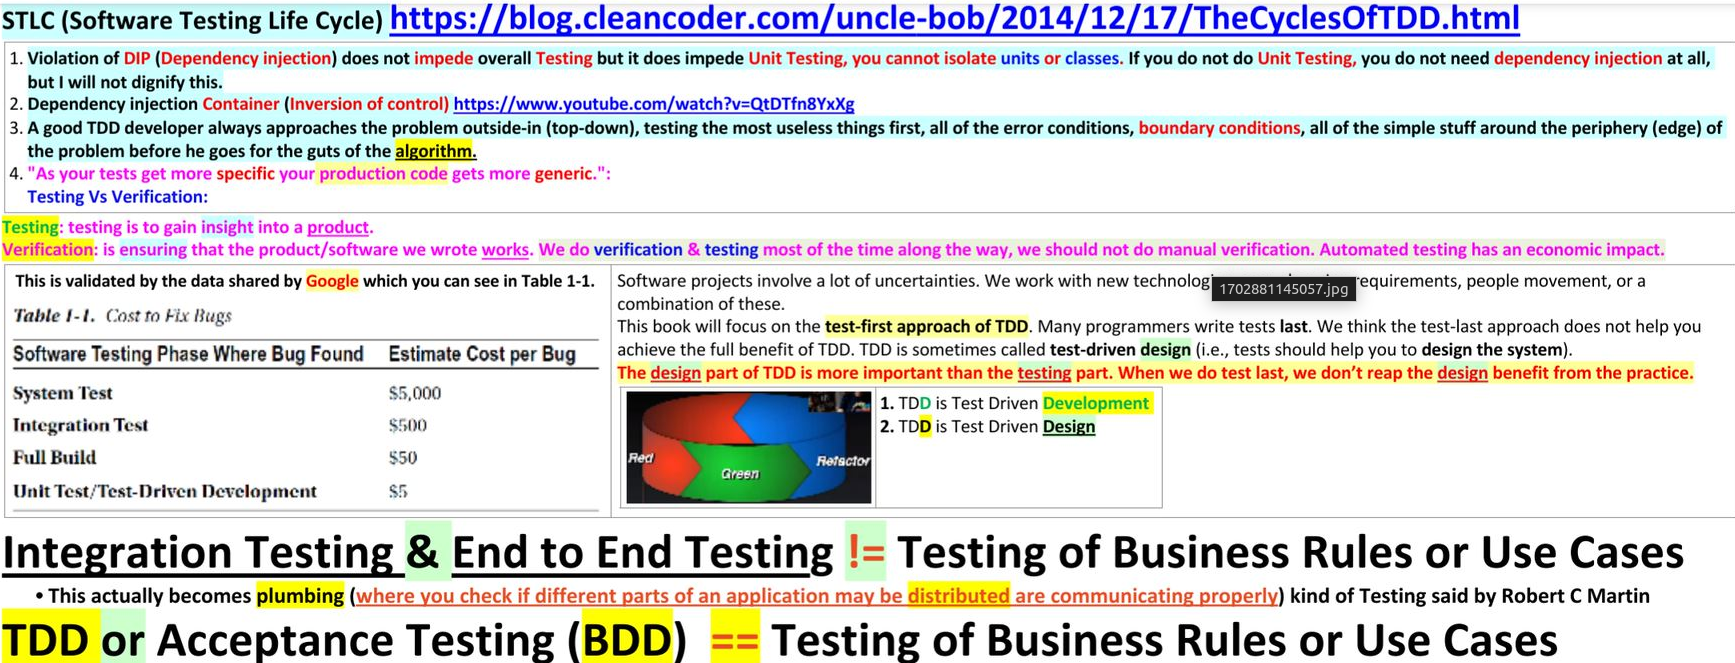 STLC (Software Testing Life Cycle) https://blog.cleancoder.com/uncle-bob/2014/12/17/TheCyclesOfTDD.html
1. Violation of DIP (Dependency injection) does not impede overall Testing but it does impede Unit Testing, you cannot isolate units or classes. If you do not do Unit Testing, you do not need dependency injection at all,
but I will not dignify this.
2. Dependency injection Container (Inversion of control) https://www.youtube.com/watch?v=QtDTfn8YxXg
3. A good TDD developer always approaches the problem outside-in (top-down), testing the most useless things first, all of the error conditions, boundary conditions, all of the simple stuff around the periphery (edge) of
the problem before he goes for the guts of the algorithm.
4. "As your tests get more specific your production code gets more generic.":
Testing Vs Verification:
Testing: testing is to gain insight into a product.
Verification: is ensuring that the product/software we wrote works. We do verification & testing most of the time along the way, we should not do manual verification. Automated testing has an economic impact.
This is validated by the data shared by Google which you can see in Table 1-1.
Table 1-1. Cost to Fix Bugs
Software Testing Phase Where Bug Found Estimate Cost per Bug
System Test $5,000
Integration Test $500
Full Build $50
Unit Test/Test-Driven Development $5
Software projects involve a lot of uncertainties. We work with new technolog requirements, people movement, or a
1702881145057.jpg
combination of these.
This book will focus on the test-first approach of TDD. Many programmers write tests last. We think the test-last approach does not help you
achieve the full benefit of TDD. TDD is sometimes called test-driven design (i.e., tests should help you to design the system).
The design part of TDD is more important than the testing part. When we do test last, we don't reap the design benefit from the practice.
Red
Green
Refactor
1. TDD is Test Driven Development
2. TDD is Test Driven Design
Integration Testing & End to End Testing != Testing of Business Rules or Use Cases
• This actually becomes plumbing (where you check if different parts of an application may be distributed are communicating properly) kind of Testing said by Robert C Martin
TDD or Acceptance Testing (BDD) == Testing of Business Rules or Use Cases